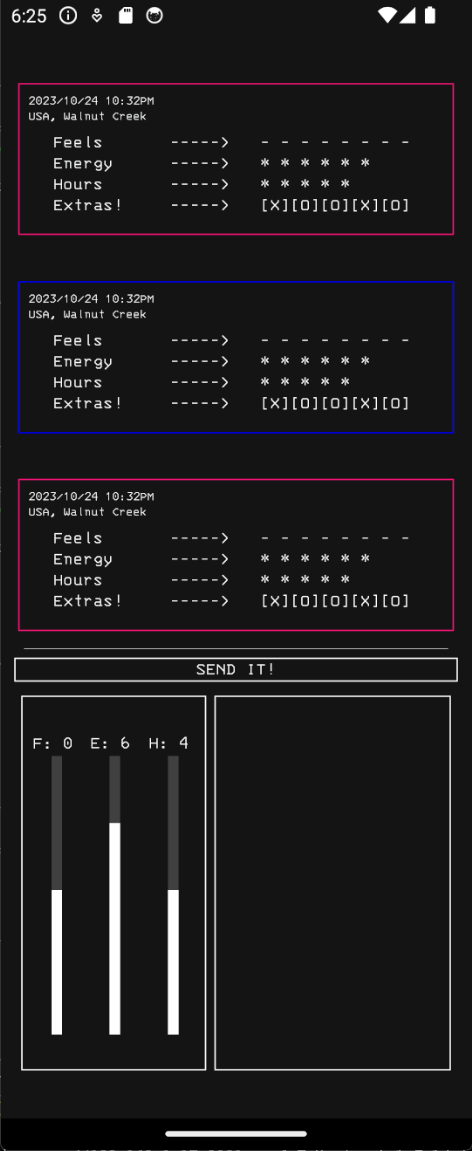 6:25
2023/10/24 10:32PM
USA, Walnut Creek
Feels -----> - - - - - - - -
Energy -----> * * * * * *
Hours -----> * * * * *
Extras! -----> [X][O][O][X][O]
2023/10/24 10:32PM
USA, Walnut Creek
Feels -----> - - - - - - - -
Energy -----> * * * * * *
Hours -----> * * * * *
Extras! -----> [X][O][O][X][O]
2023/10/24 10:32PM
USA, Walnut Creek
Feels -----> - - - - - - - -
Energy -----> * * * * * *
Hours -----> * * * * *
Extras! -----> [X][O][O][X][O]
SEND IT!
F: 0 E: 6 H: 4